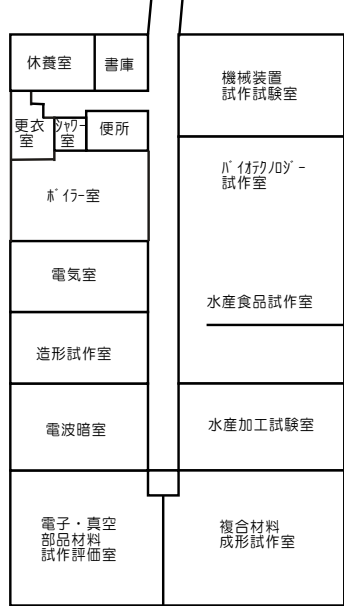 休養室
書庫
機械装置
試作試験室
更衣
室
ｼｬﾜｰ
室
便所
ﾊﾞｲｵﾃｸﾉﾛｼﾞｰ
試作室
ﾎﾞｲﾗｰ室
電気室
水産食品試作室
造形試作室
電波暗室
水産加工試験室
電子・真空
部品材料
試作評価室
複合材料
成形試作室